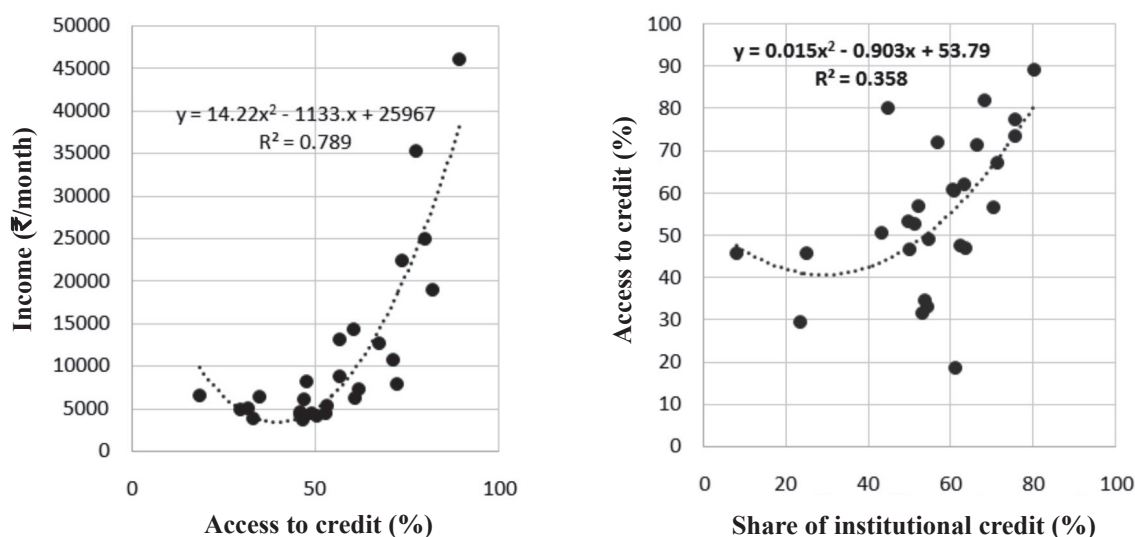 50000
45000
40000
35000
30000
25000
20000
15000
10000
5000
0
Income (₹/month)
y = 14.22x² - 1133.x + 25967
R² = 0.789
0 50 100
Access to credit (%)
100
90
80
70
60
50
40
30
20
10
0
Access to credit (%)
y = 0.015x² - 0.903x + 53.79
R² = 0.358
0 20 40 60 80 100
Share of institutional credit (%)